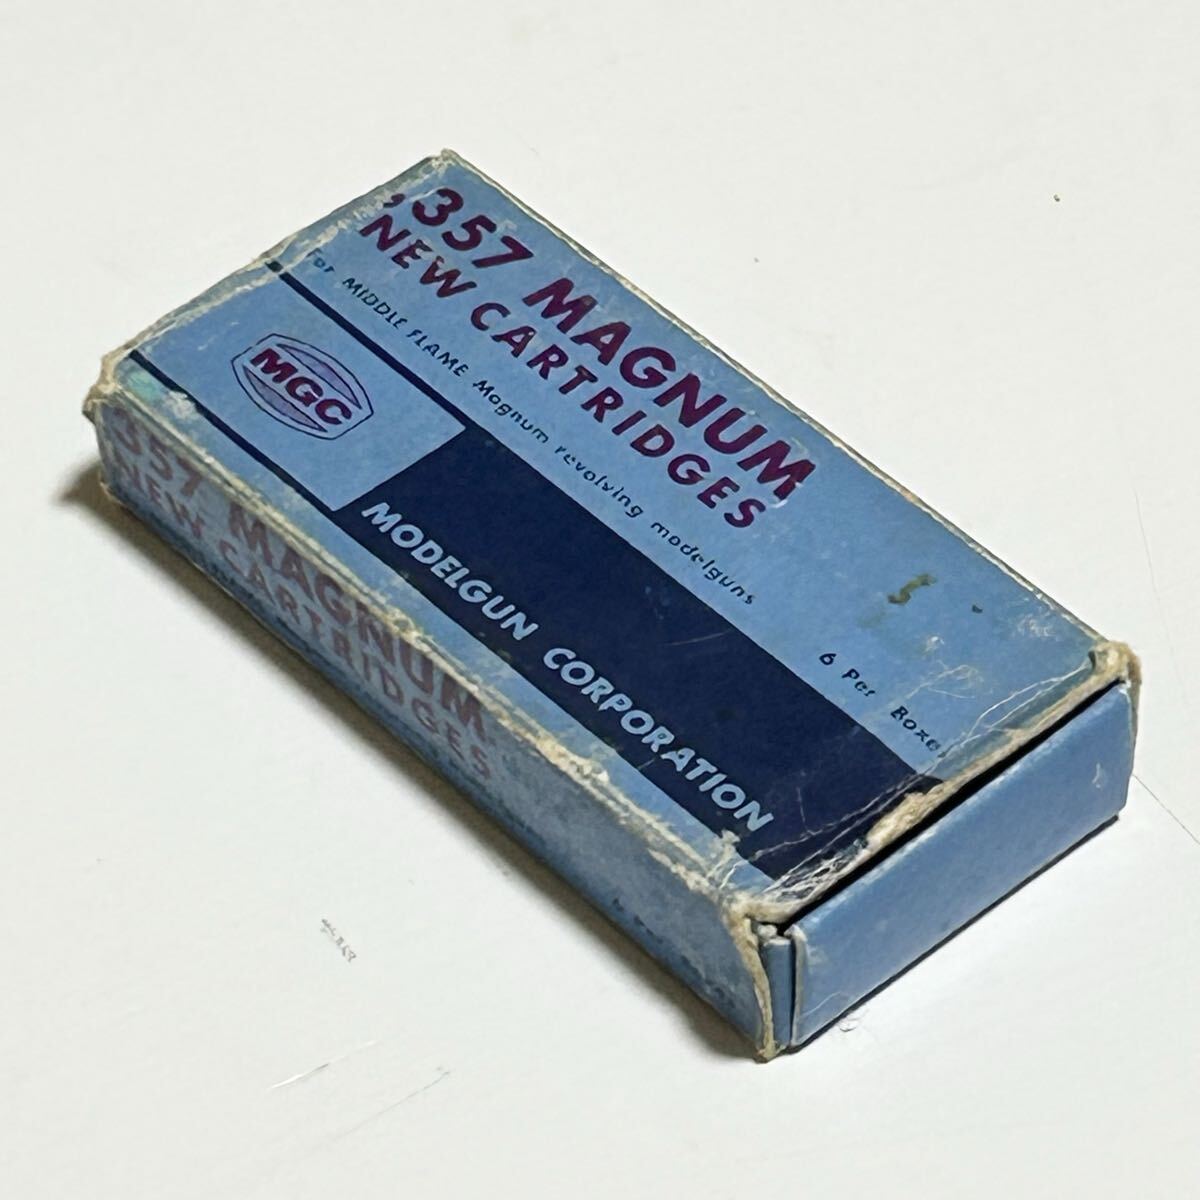 ,357 MAGNUM
NEW CARTRIDGES
for MIDDLE FLAME Magnum revolving modelguns
6 Per Boxes
MGC
MODELGUN CORPORATION
357 MAGNUM
NEW CARTRIDGES